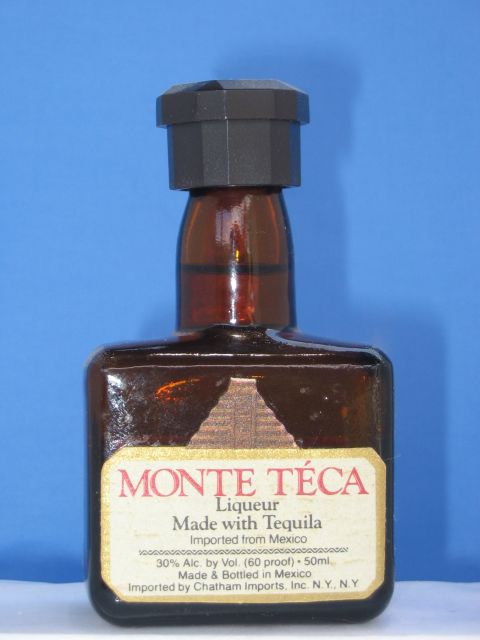 MONTE TÉCA
Liqueur
Made with Tequila
Imported from Mexico
30% Alc. by Vol. (60 proof) • 50ml.
Made & Bottled in Mexico
Imported by Chatham Imports, Inc. N.Y., N.Y